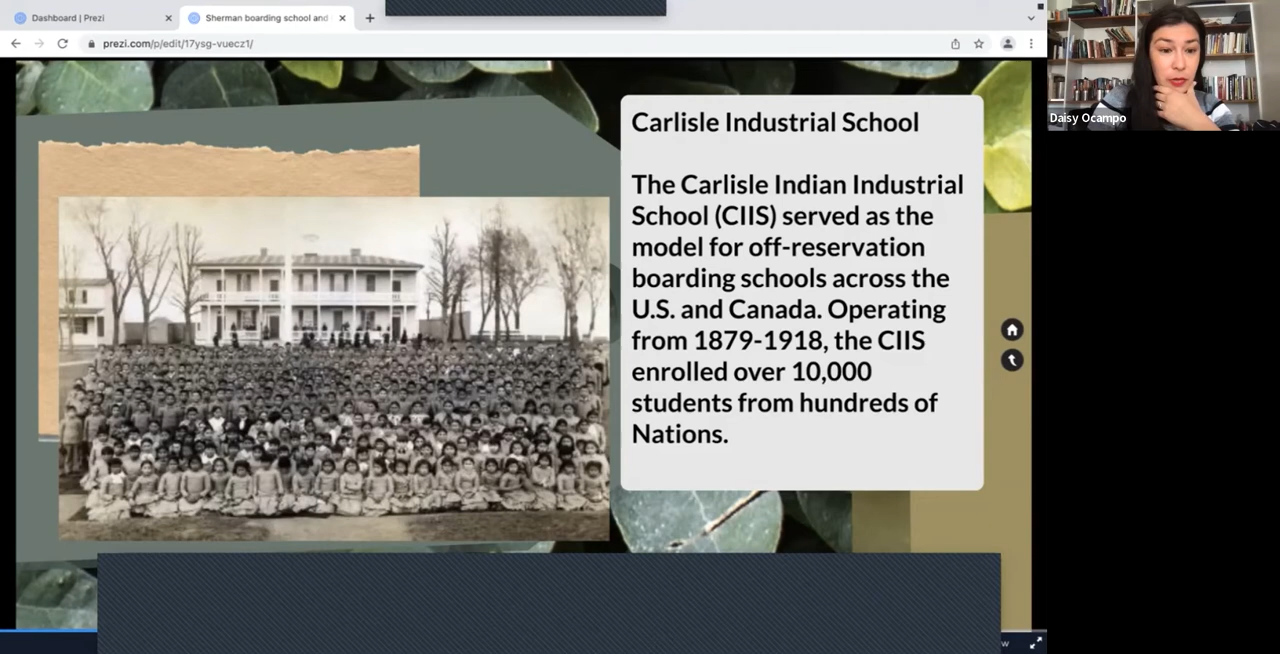 Dashboard | Prezi
Sherman boarding school and
prezi.com/p/edit/17ysg-vuecz1/
Daisy Ocampo
Carlisle Industrial School
The Carlisle Indian Industrial
School (CIIS) served as the
model for off-reservation
boarding schools across the
U.S. and Canada. Operating
from 1879-1918, the CIIS
enrolled over 10,000
students from hundreds of
Nations.
w